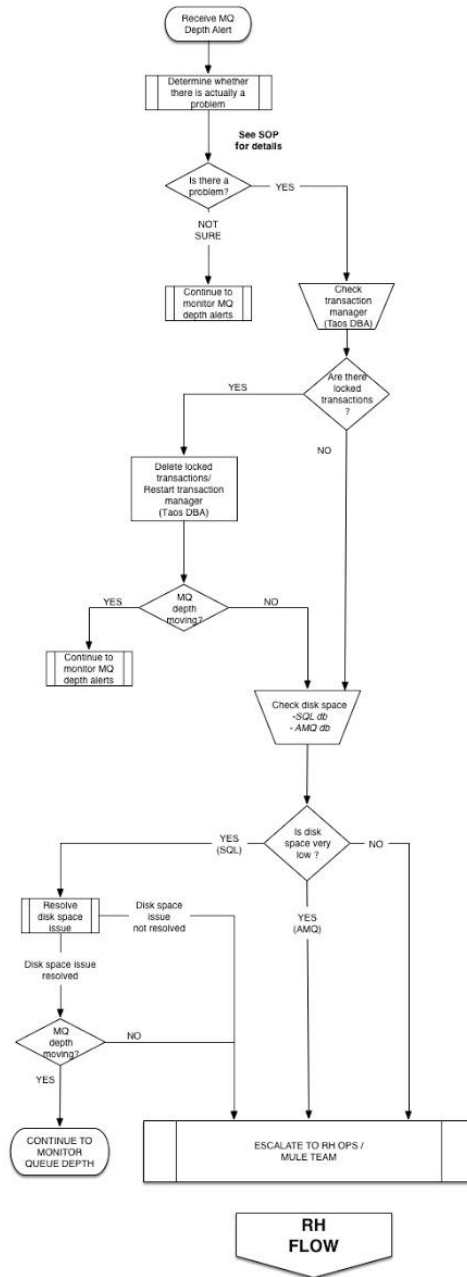 Receive MQ
Depth Alert
Determine whether
there is actually a
problem
See SOP
for details
Is there a
problem?
YES
NOT
SURE
Continue to
monitor MQ
depth alerts
Check
transaction
manager
(Taos DBA)
Are there
locked
transactions
?
YES
NO
Delete locked
transactions/
Restart transaction
manager
(Taos DBA)
MQ
depth
moving?
YES
NO
Continue to
monitor MQ
depth alerts
Check disk space
-SQL db
- AMQ db
Is disk
space very
low ?
YES
(SQL)
NO
YES
(AMQ)
Resolve
disk space
issue
Disk space
issue
not resolved
Disk space issue
resolved
MQ
depth
moving?
NO
YES
CONTINUE TO
MONITOR
QUEUE DEPTH
ESCALATE TO RH OPS /
MULE TEAM
RH
FLOW